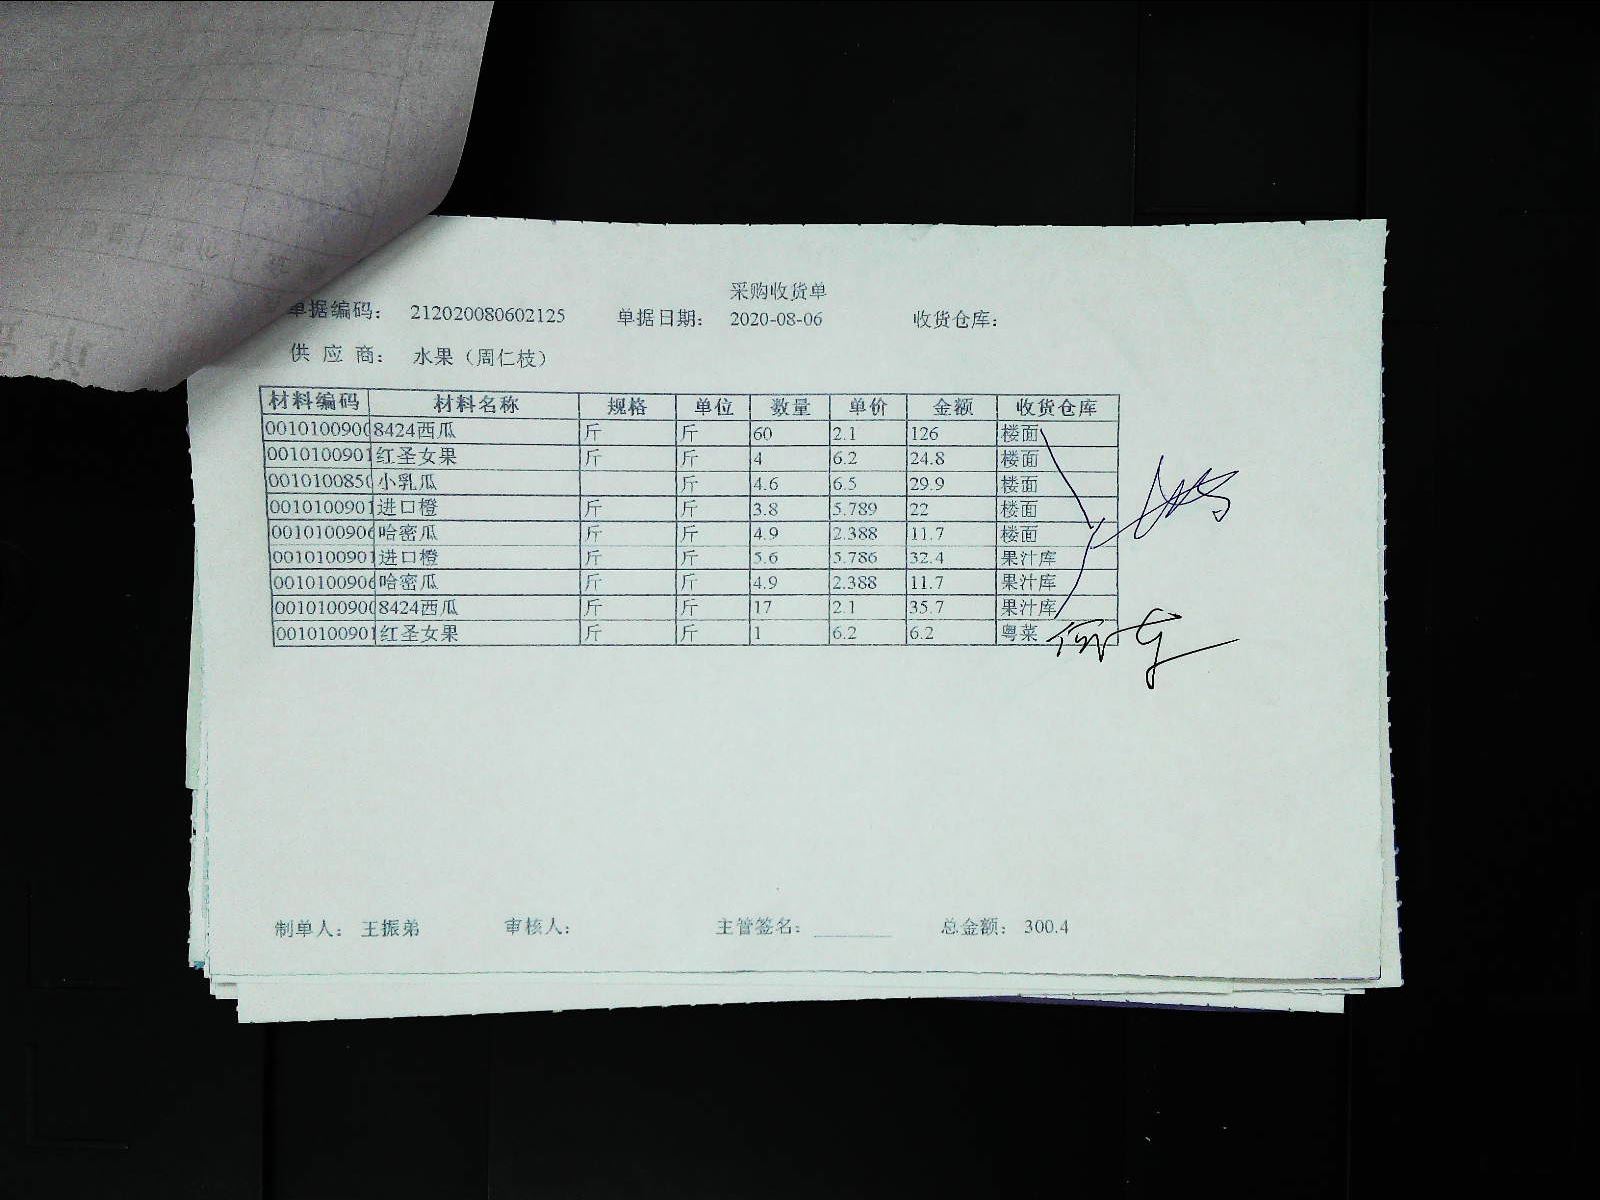 采购收货单
单据编码： 212020080602125 单据日期： 2020-08-06 收货仓库：
供 应 商： 水果（周仁枝）
材料编码 材料名称 规格 单位 数量 单价 金额 收货仓库
0010100900 8424西瓜 斤 斤 60 2.1 126 楼面
0010100901 红圣女果 斤 斤 4 6.2 24.8 楼面
0010100850 小乳瓜 斤 4.6 6.5 29.9 楼面
0010100901 进口橙 斤 斤 3.8 5.789 22 楼面
0010100906 哈密瓜 斤 斤 4.9 2.388 11.7 楼面
0010100901 进口橙 斤 斤 5.6 5.786 32.4 果汁库
0010100906 哈密瓜 斤 斤 4.9 2.388 11.7 果汁库
0010100900 8424西瓜 斤 斤 17 2.1 35.7 果汁库
0010100901 红圣女果 斤 斤 1 6.2 6.2 粤菜
制单人： 王振弟 审核人： 主管签名： 总金额： 300.4